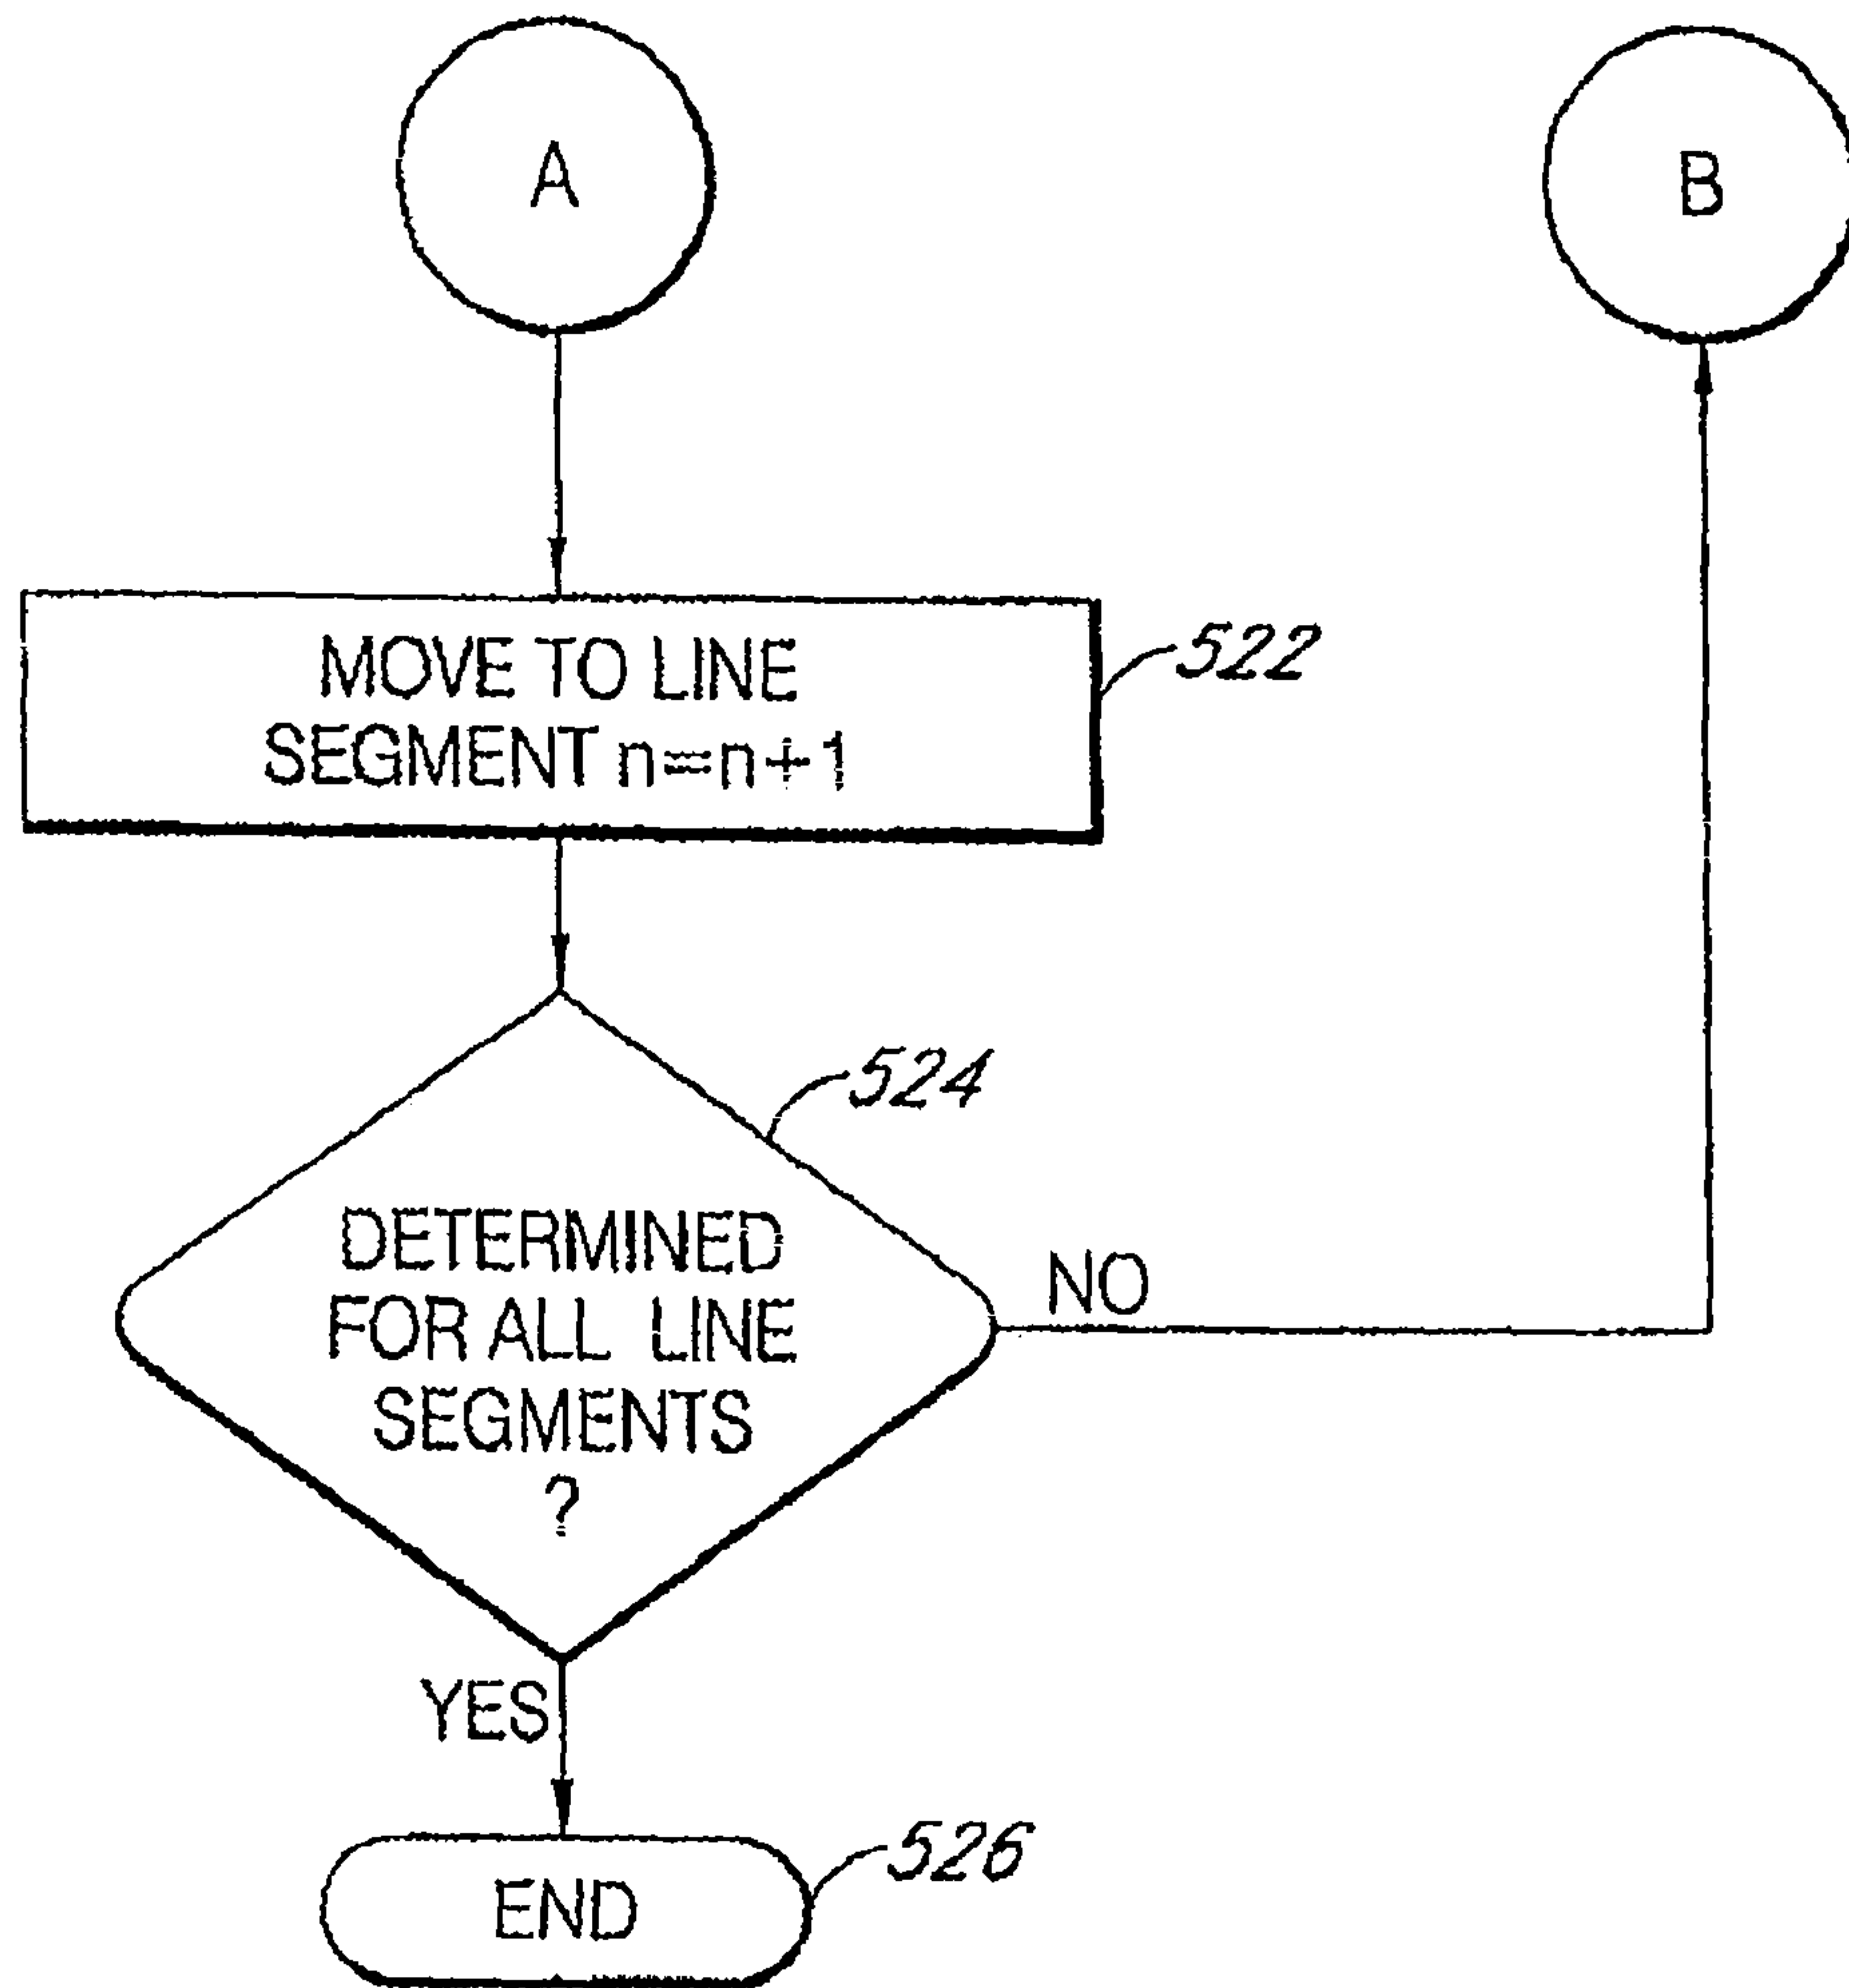 A
B
MOVE TO LINE
SEGMENT n=n+1
522
524
DETERMINED
FOR ALL LINE
SEGMENTS
?
NO
YES
END
526